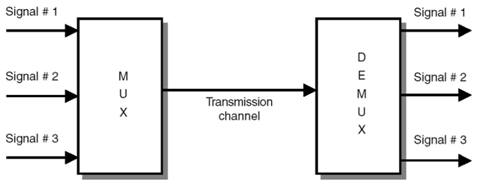 Signal # 1
Signal # 2
Signal # 3
M
U
X
Transmission
channel
D
E
M
U
X
Signal # 1
Signal # 2
Signal # 3